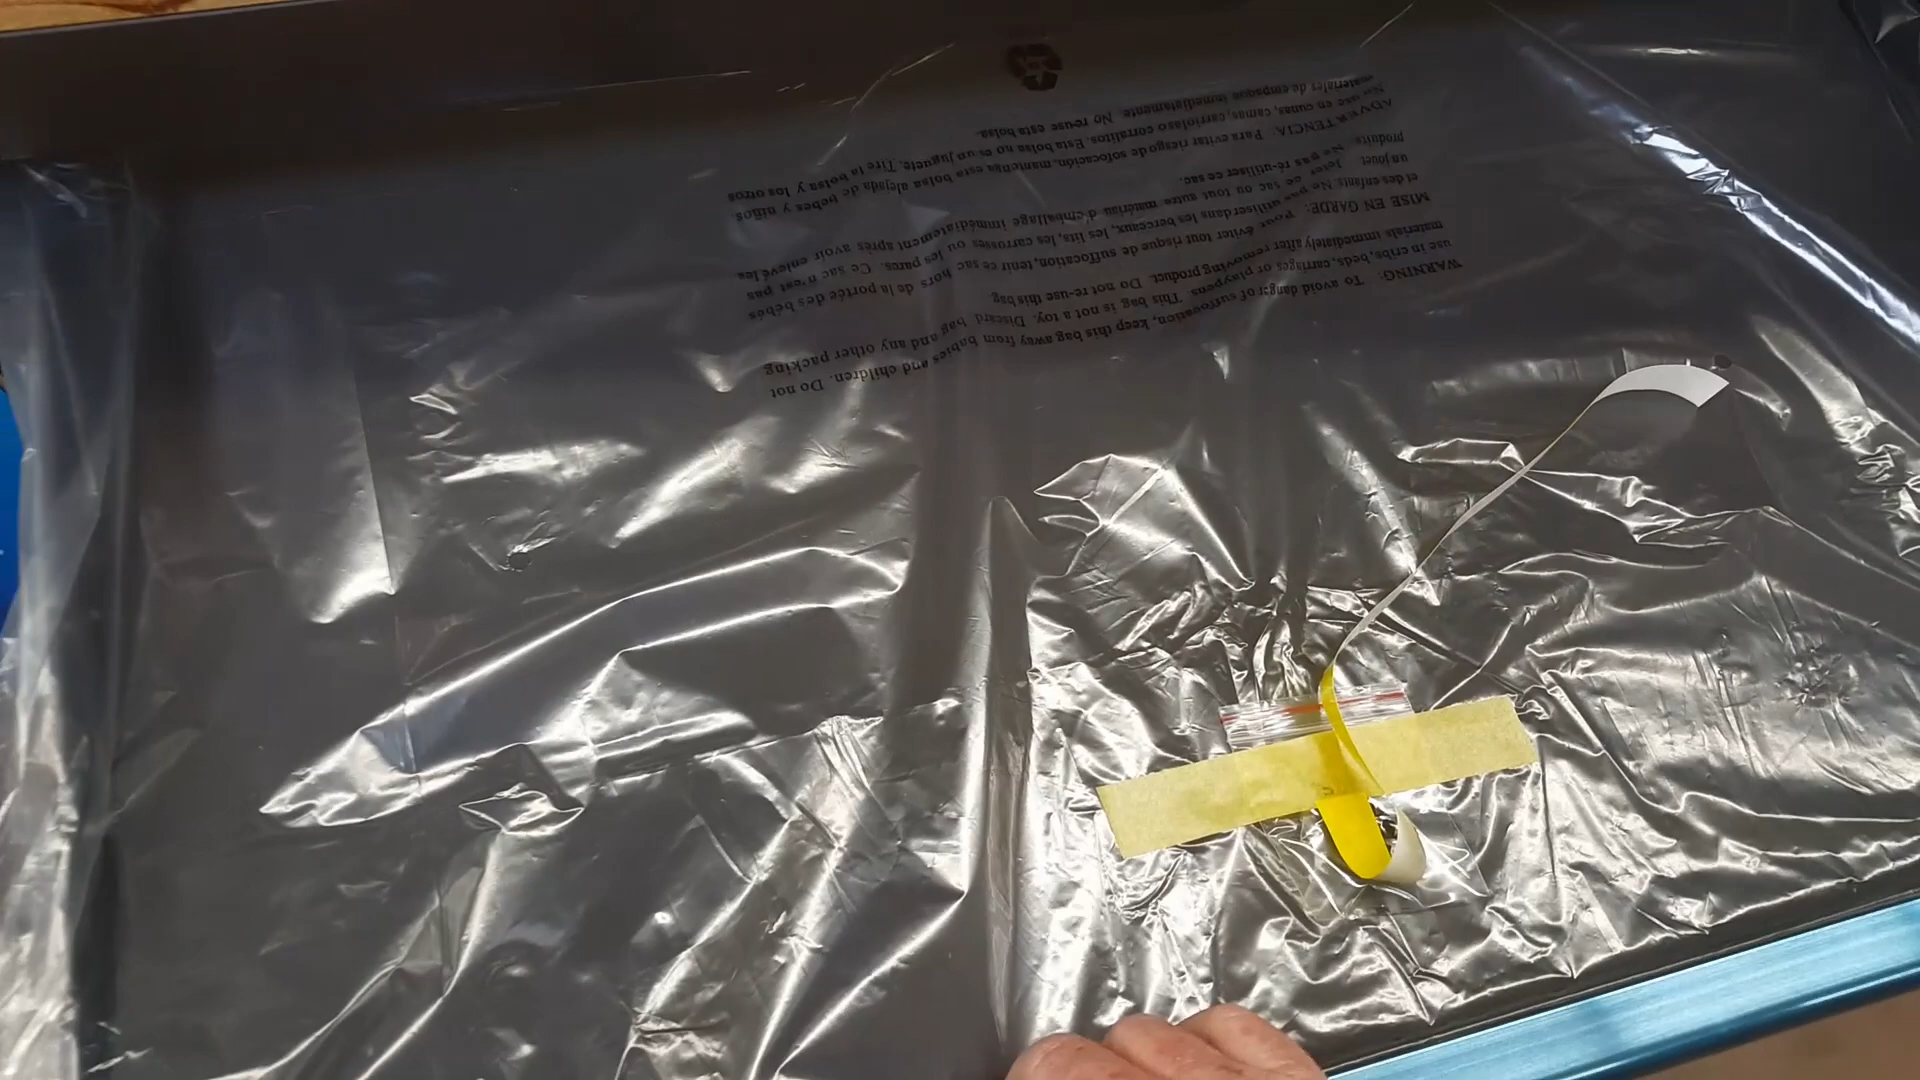 WARNING: To avoid danger of suffocation, keep this bag away from babies and children. Do not
use in cribs, beds, carriages or playpens. This bag is not a toy. Discard bag and any other packing
materials immediately after removing product. Do not re-use this bag.
MISE EN GARDE: Pour éviter tout risque de suffocation, tenir ce sac hors de la portée des bébés
et des enfants. Ne pas utiliser dans les berceaux, les lits, les carrosses ou les parcs. Ce sac n'est pas
un jouet. Jeter ce sac ou tout autre matériau d'emballage immédiatement après avoir enlevé les
produits. Ne pas ré-utiliser ce sac.
ADVERTENCIA: Para evitar riesgo de sofocación, mantenga esta bolsa alejada de bebés y niños
No use en cunas, camas, carriolas o corralitos. Esta bolsa no es un juguete. Tire la bolsa y los otros
materiales de empaque inmediatamente. No reuse esta bolsa.